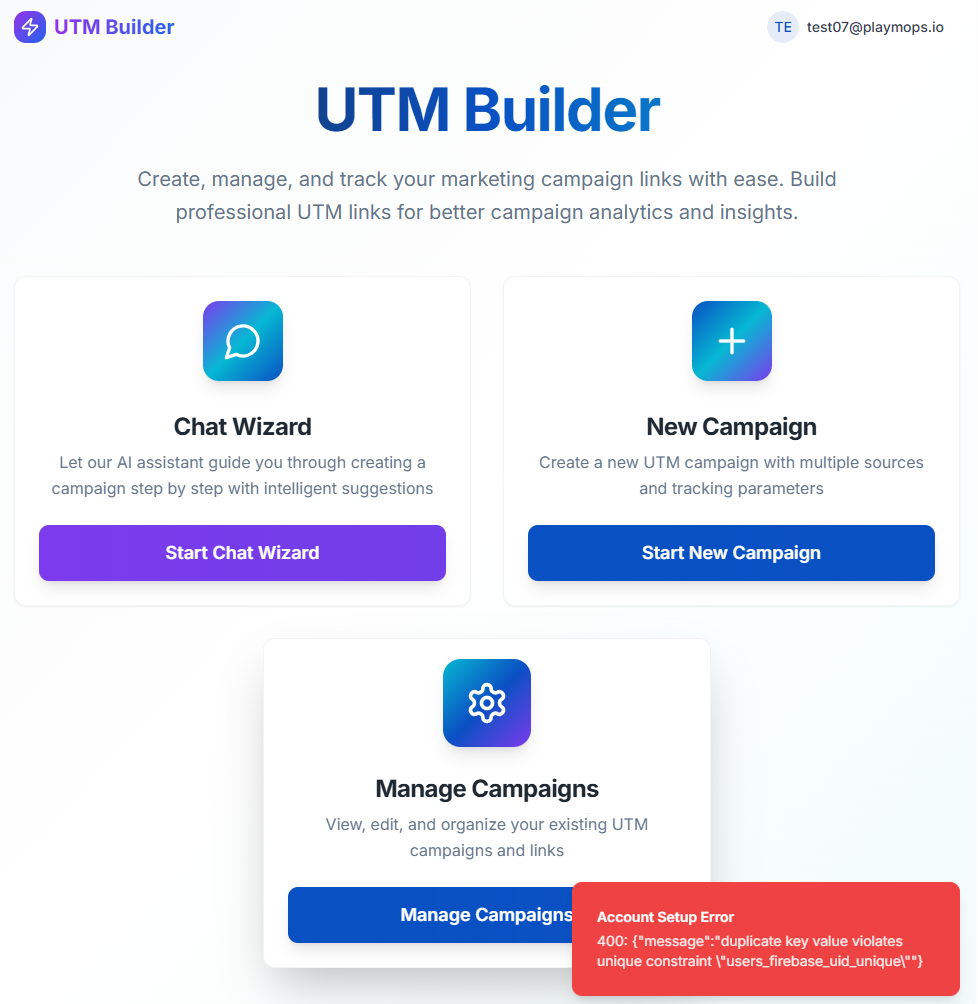 UTM Builder
TE test07@playmops.io
UTM Builder
Create, manage, and track your marketing campaign links with ease. Build
professional UTM links for better campaign analytics and insights.
Chat Wizard
Let our AI assistant guide you through creating a
campaign step by step with intelligent suggestions
Start Chat Wizard
New Campaign
Create a new UTM campaign with multiple sources
and tracking parameters
Start New Campaign
Manage Campaigns
View, edit, and organize your existing UTM
campaigns and links
Manage Campaigns
Account Setup Error
400: {"message":"duplicate key value violates
unique constraint \"users_firebase_uid_unique\""}